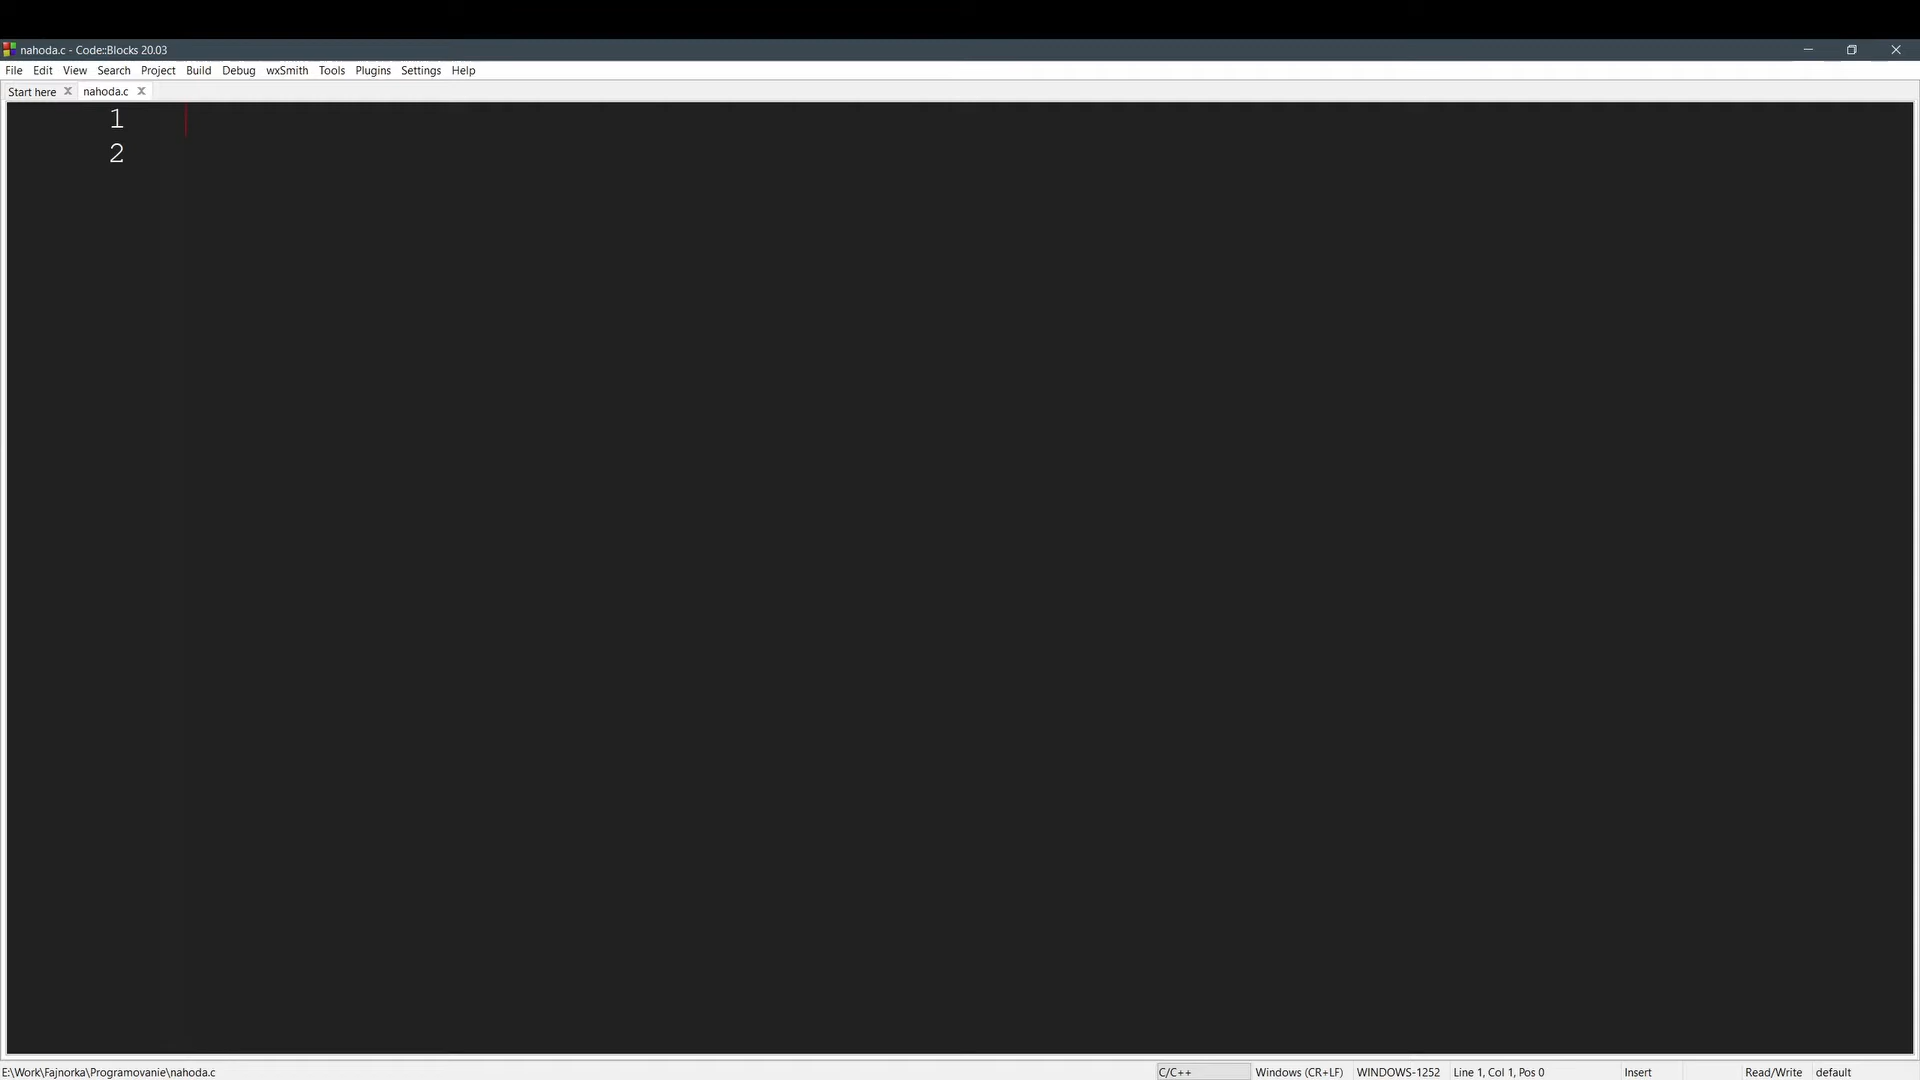 nahoda.c - Code::Blocks 20.03
File Edit View Search Project Build Debug wxSmith Tools Plugins Settings Help
Start here nahoda.c
1
2
E:\Work\Fajnorka\Programovanie\nahoda.c C/C++ Windows (CR+LF) WINDOWS-1252 Line 1, Col 1, Pos 0 Insert Read/Write default